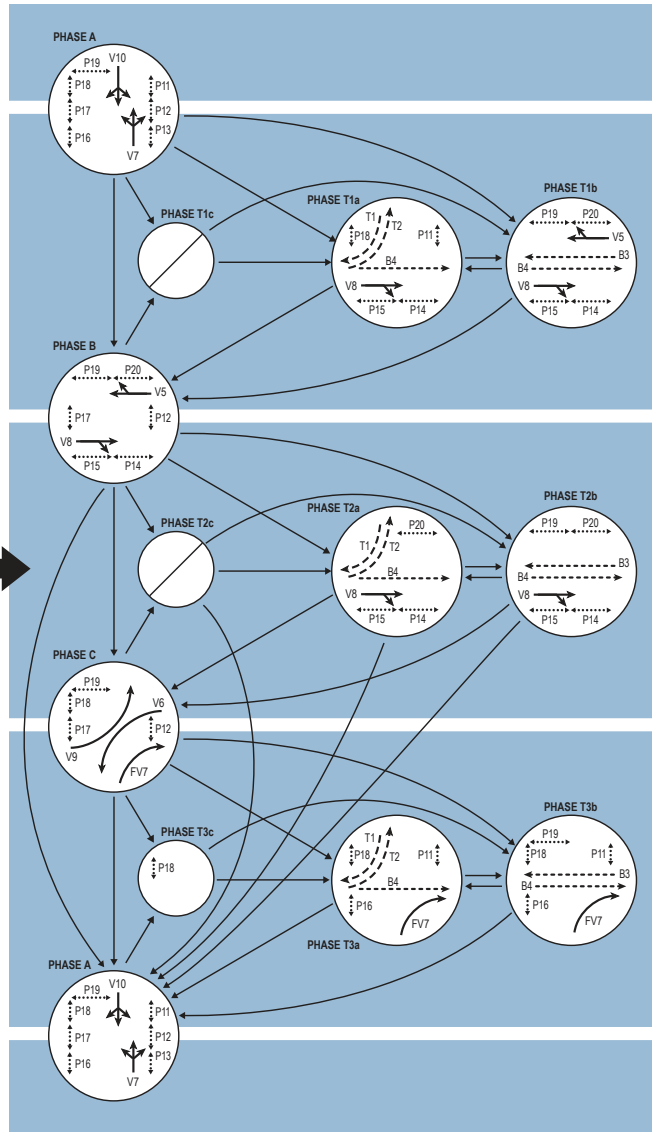 PHASE A
P19 V10
P18 P11
P17 P12
P16 P13
V7
PHASE T1c
PHASE T1a
T1
P18 T2 P11
B4
V8
P15 P14
PHASE T1b
P19 P20
V5
B3
B4
V8
P15 P14
PHASE B
P19 P20
V5
P17 P12
V8
P15 P14
PHASE T2c
PHASE T2a
P20
T1 T2
B4
V8
P15 P14
PHASE T2b
P19 P20
B3
B4
V8
P15 P14
PHASE C
P19
P18 V6
P17 P12
V9
FV7
PHASE T3c
P18
T1
P18 T2 P11
B4
P16
FV7
PHASE T3a
PHASE T3b
P19
P18 P11
B3
B4
P16
FV7
PHASE A
P19 V10
P18 P11
P17 P12
P16 P13
V7